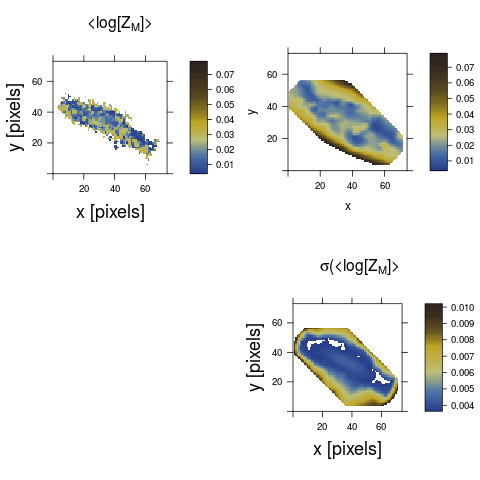 <log[Z_M]>
60
40
20
20 40 60
y [pixels]
x [pixels]
0.07
0.06
0.05
0.04
0.03
0.02
0.01
60
40
20
20 40 60
y
x
0.07
0.06
0.05
0.04
0.03
0.02
0.01
σ(<log[Z_M]>
60
40
20
20 40 60
y [pixels]
x [pixels]
0.010
0.009
0.008
0.007
0.006
0.005
0.004